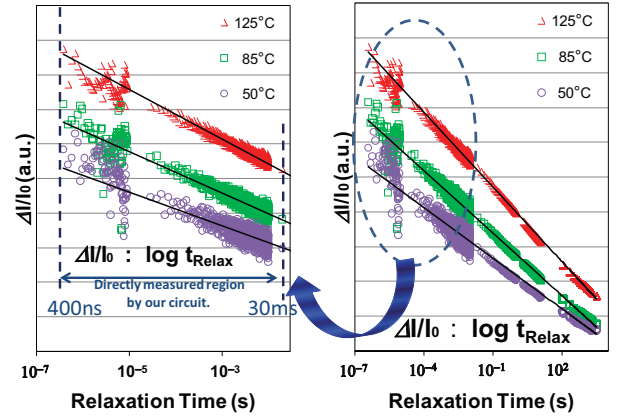 125°C
85°C
50°C
ΔI/I₀ (a.u.)
ΔI/I₀ : log tRelax
Directly measured region
by our circuit.
400ns
30ms
10⁻⁷
10⁻⁵
10⁻³
Relaxation Time (s)
125°C
85°C
50°C
ΔI/I₀ (a.u.)
ΔI/I₀ : log tRelax
10⁻⁷
10⁻⁴
10⁻¹
10²
Relaxation Time (s)